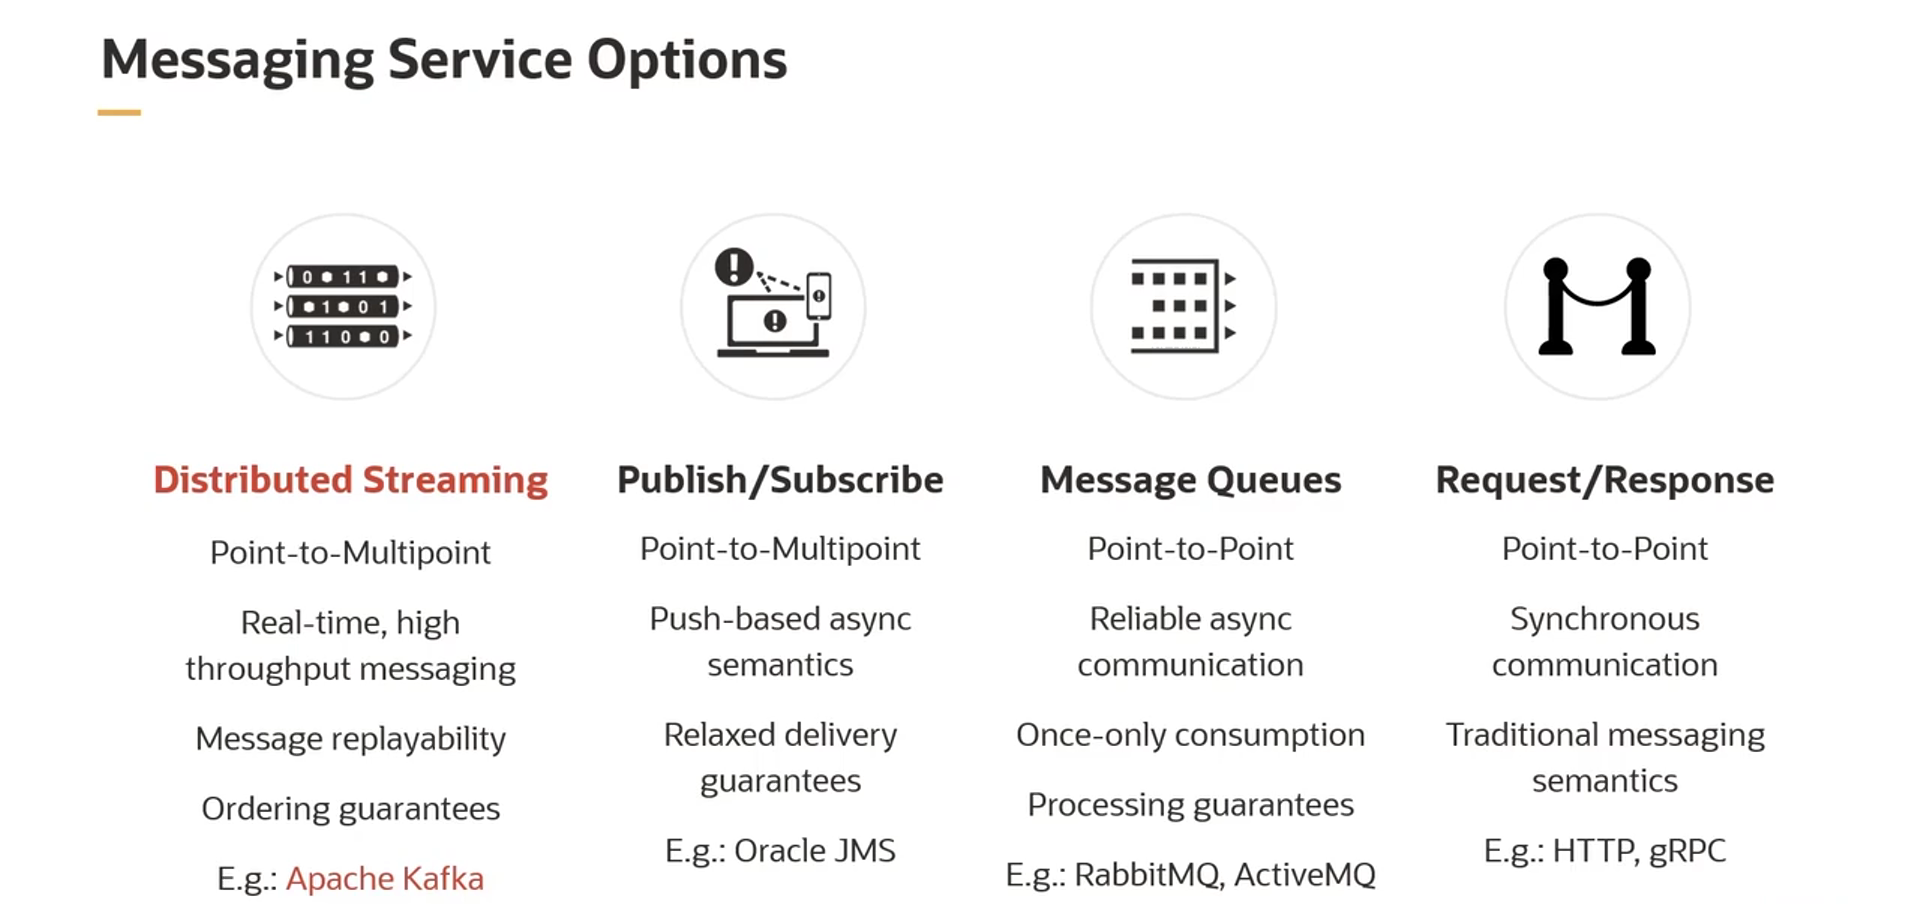 Messaging Service Options
0 1 1
1 0 1
1 1 0 0
Distributed Streaming
Point-to-Multipoint
Real-time, high
throughput messaging
Message replayability
Ordering guarantees
E.g.: Apache Kafka
Publish/Subscribe
Point-to-Multipoint
Push-based async
semantics
Relaxed delivery
guarantees
E.g.: Oracle JMS
Message Queues
Point-to-Point
Reliable async
communication
Once-only consumption
Processing guarantees
E.g.: RabbitMQ, ActiveMQ
Request/Response
Point-to-Point
Synchronous
communication
Traditional messaging
semantics
E.g.: HTTP, gRPC